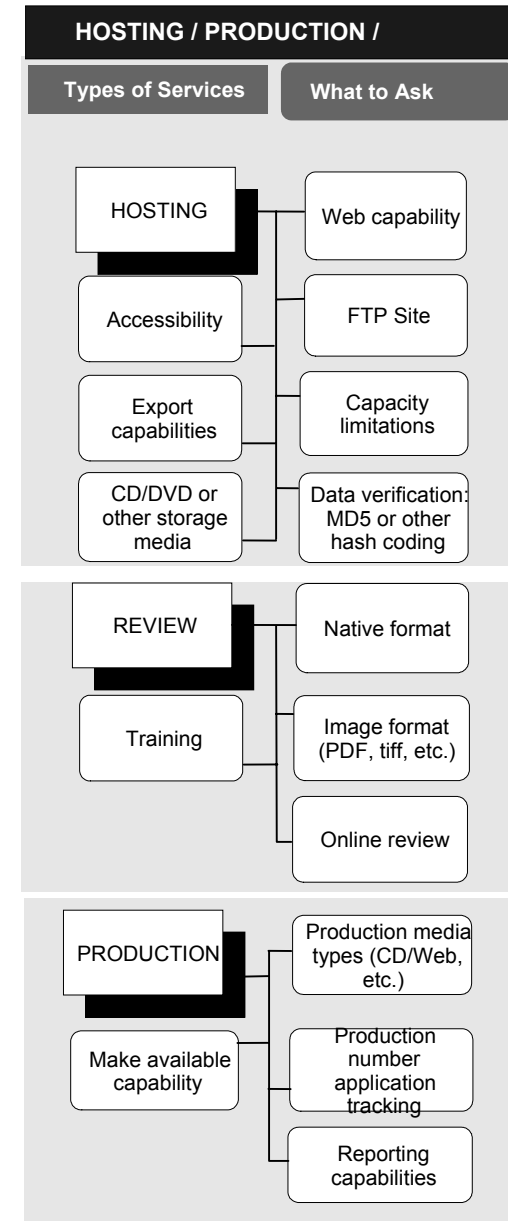 HOSTING / PRODUCTION /
Types of Services
What to Ask
HOSTING
Web capability
Accessibility
FTP Site
Export
capabilities
Capacity
limitations
CD/DVD or
other storage
media
Data verification:
MD5 or other
hash coding
REVIEW
Native format
Training
Image format
(PDF, tiff, etc.)
Online review
PRODUCTION
Production media
types (CD/Web,
etc.)
Make available
capability
Production
number
application
tracking
Reporting
capabilities